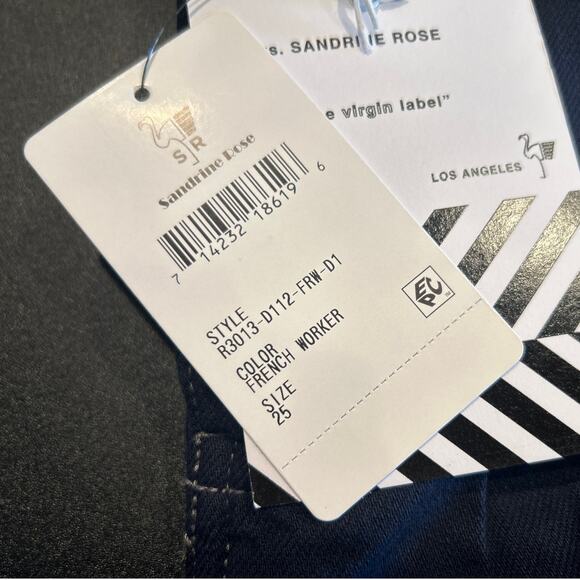 S R
Sandrine Rose
7 14232 18619 6
STYLE
R3013-D112-FRW-D1
COLOR
FRENCH WORKER
SIZE
25
EPC
s. SANDRINE ROSE
e virgin label"
LOS ANGELES